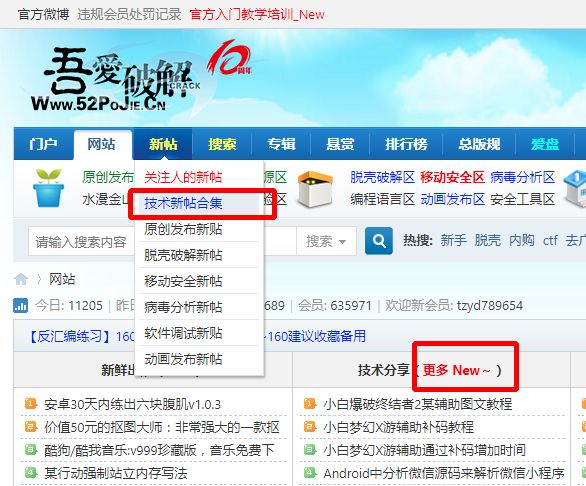 官方微博 违规会员处罚记录 官方入门教学培训_New
吾愛破解 CRACK 10周年
Www.52PoJie.Cn
门户 网站 新帖 搜索 专辑 悬赏 排行榜 总版规 爱盘
原创发布 关注人的新帖 源区 脱壳破解区 移动安全区 病毒分析区
水漫金山 技术新帖合集 验区 编程语言区 动画发布区 安全工具区
原创发布新贴
请输入搜索内容 搜索 热搜: 新手 脱壳 内购 ctf 去广
脱壳破解新帖
网站 移动安全新帖
今日: 11205 | 昨日 病毒分析新帖 689 | 会员: 635971 | 欢迎新会员: tzyd789654
【反汇编练习】160 软件调试新贴 160建议收藏备用
动画发布新帖
新鲜出 技术分享 ( 更多 New~ )
1 安卓30天内练出六块腹肌v1.0.3 1 小白爆破终结者2某辅助图文教程
2 价值50元的抠图大师：非常强大的一款抠 2 小白梦幻X游辅助补码教程
3 酷狗/酷我音乐:v999珍藏版，音乐免费下 3 小白梦幻X游辅助通过补码增加时间
4 某行动强制站立内存写法 4 Android中分析微信源码来解析微信小程序